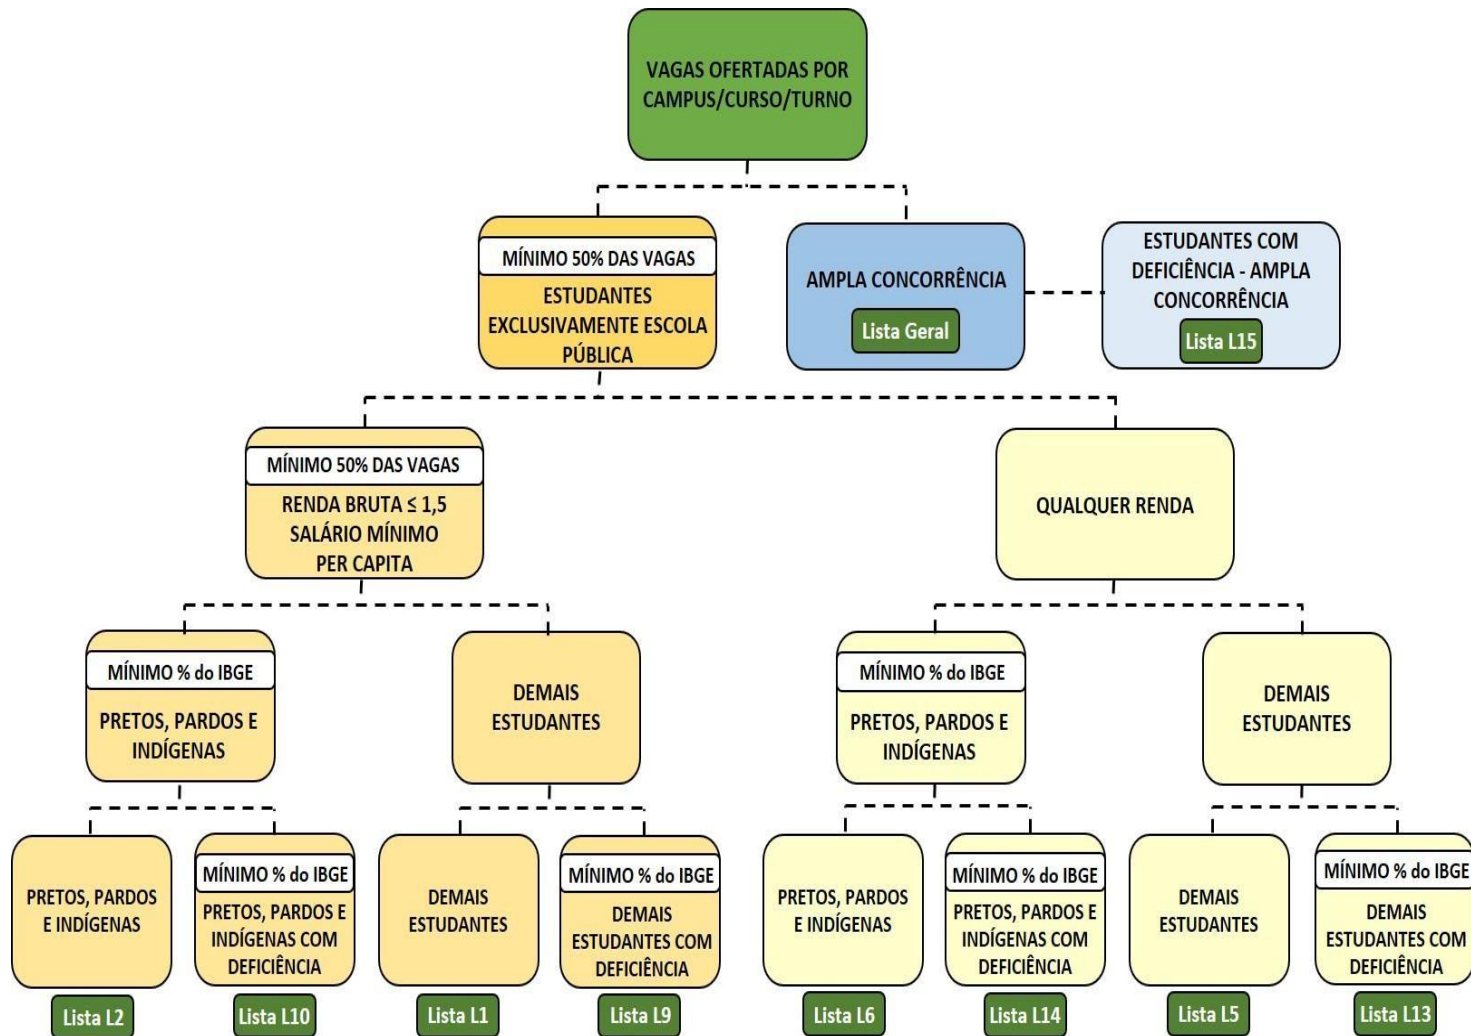 VAGAS OFERTADAS POR
CAMPUS/CURSO/TURNO
MÍNIMO 50% DAS VAGAS
ESTUDANTES
EXCLUSIVAMENTE ESCOLA
PÚBLICA
AMPLA CONCORRÊNCIA
Lista Geral
ESTUDANTES COM
DEFICIÊNCIA - AMPLA
CONCORRÊNCIA
Lista L15
MÍNIMO 50% DAS VAGAS
RENDA BRUTA ≤ 1,5
SALÁRIO MÍNIMO
PER CAPITA
QUALQUER RENDA
MÍNIMO % do IBGE
PRETOS, PARDOS E
INDÍGENAS
DEMAIS
ESTUDANTES
MÍNIMO % do IBGE
PRETOS, PARDOS E
INDÍGENAS
DEMAIS
ESTUDANTES
PRETOS, PARDOS
E INDÍGENAS
Lista L2
MÍNIMO % do IBGE
PRETOS, PARDOS E
INDÍGENAS COM
DEFICIÊNCIA
Lista L10
DEMAIS
ESTUDANTES
Lista L1
MÍNIMO % do IBGE
DEMAIS
ESTUDANTES COM
DEFICIÊNCIA
Lista L9
PRETOS, PARDOS
E INDÍGENAS
Lista L6
MÍNIMO % do IBGE
PRETOS, PARDOS E
INDÍGENAS COM
DEFICIÊNCIA
Lista L14
DEMAIS
ESTUDANTES
Lista L5
MÍNIMO % do IBGE
DEMAIS
ESTUDANTES COM
DEFICIÊNCIA
Lista L13